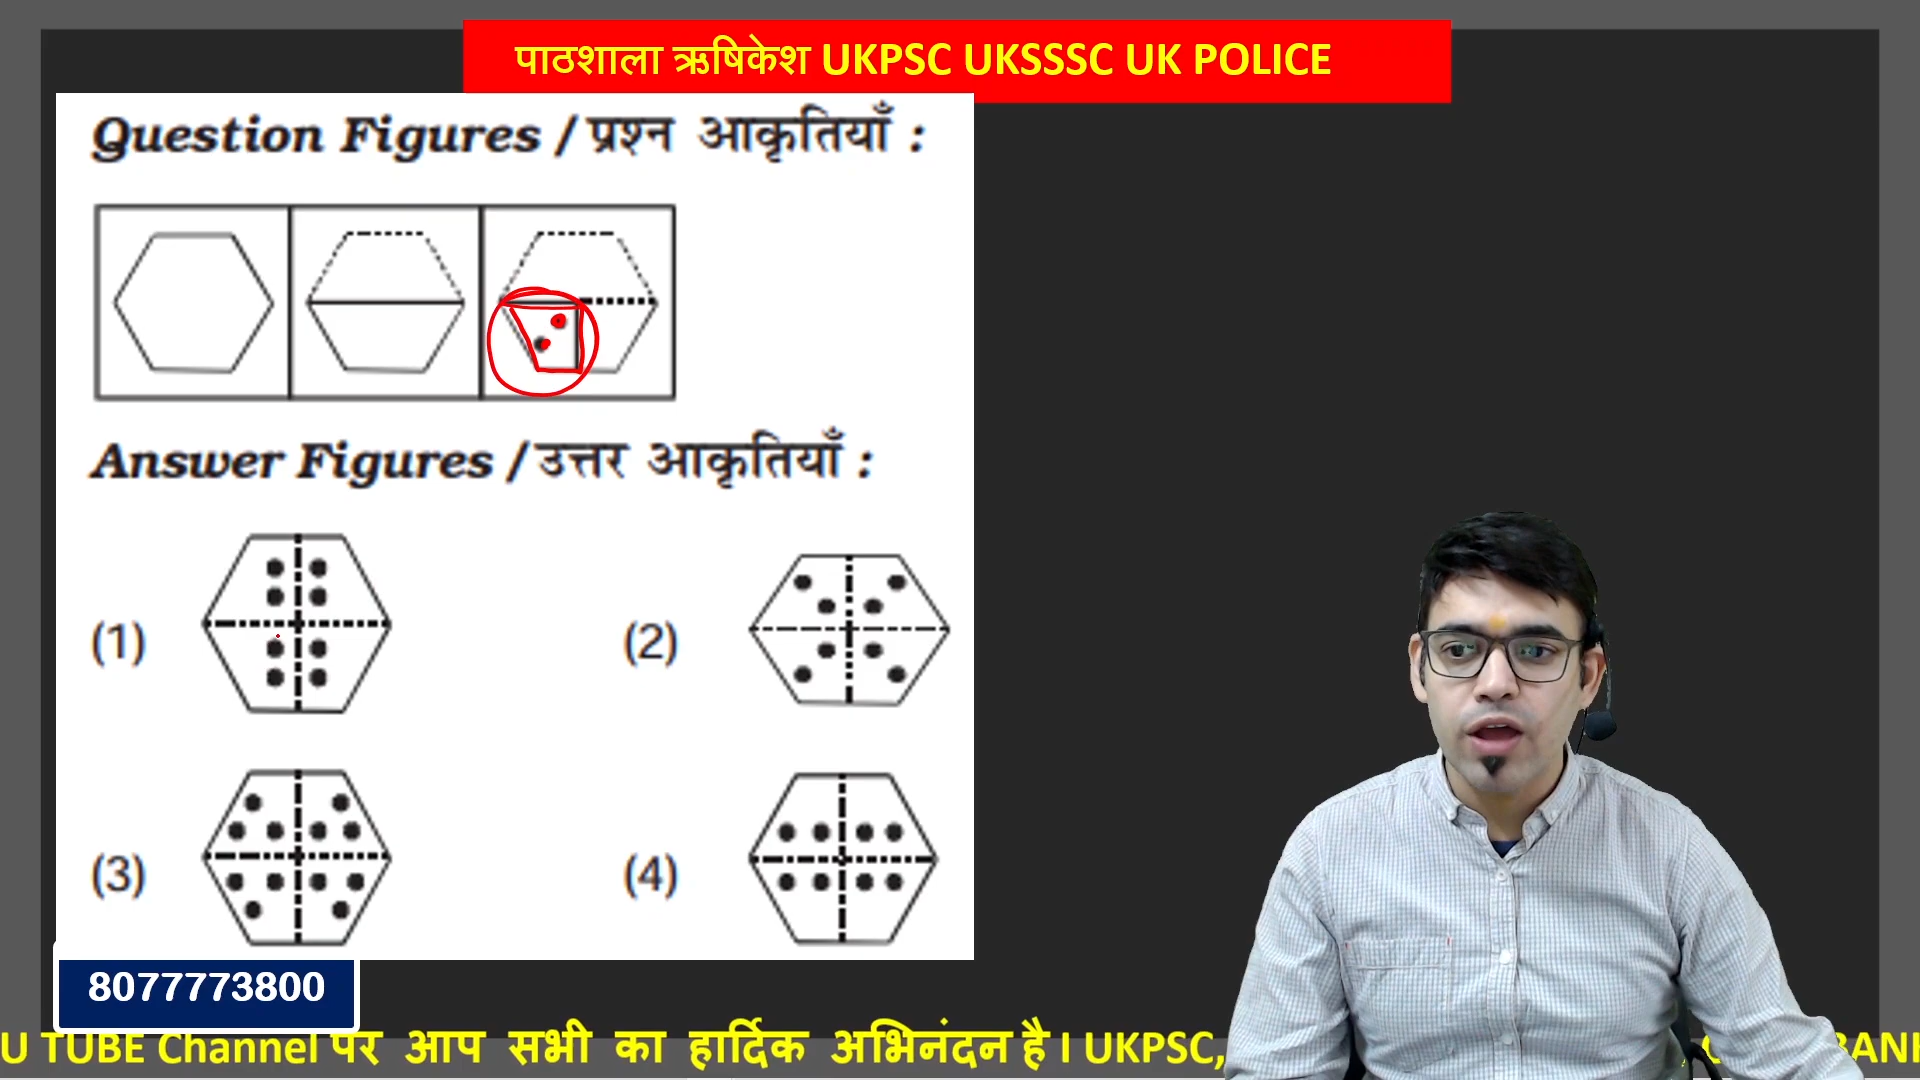 पाठशाला ऋषिकेश UKPSC UKSSSC UK POLICE
Question Figures / प्रश्न आकृतियाँ :
Answer Figures / उत्तर आकृतियाँ :
(1)
(2)
(3)
(4)
8077773800
U TUBE Channel पर आप सभी का हार्दिक अभिनंदन है I UKPSC,